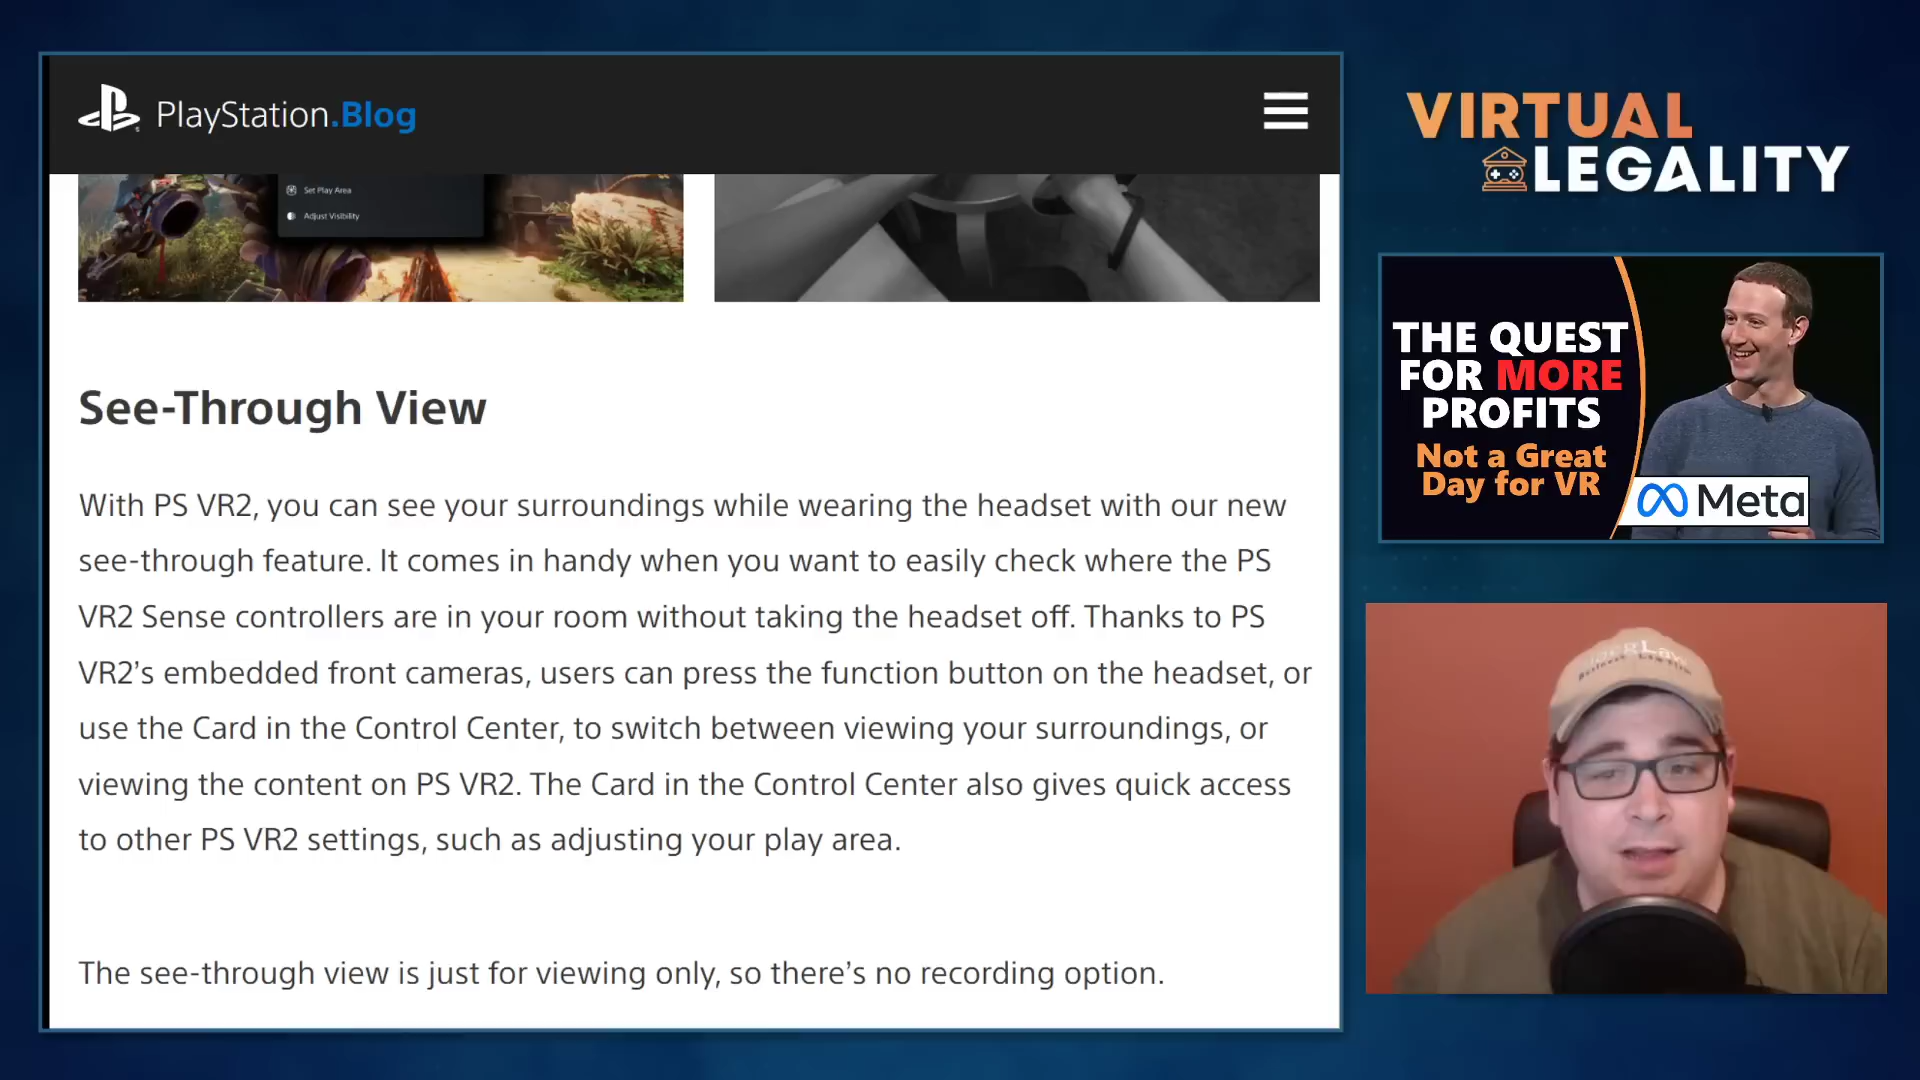 PlayStation.Blog
Set Play Area
Adjust Visibility
See-Through View
With PS VR2, you can see your surroundings while wearing the headset with our new
see-through feature. It comes in handy when you want to easily check where the PS
VR2 Sense controllers are in your room without taking the headset off. Thanks to PS
VR2’s embedded front cameras, users can press the function button on the headset, or
use the Card in the Control Center, to switch between viewing your surroundings, or
viewing the content on PS VR2. The Card in the Control Center also gives quick access
to other PS VR2 settings, such as adjusting your play area.
The see-through view is just for viewing only, so there’s no recording option.
VIRTUAL
LEGALITY
THE QUEST
FOR MORE
PROFITS
Not a Great
Day for VR
Meta